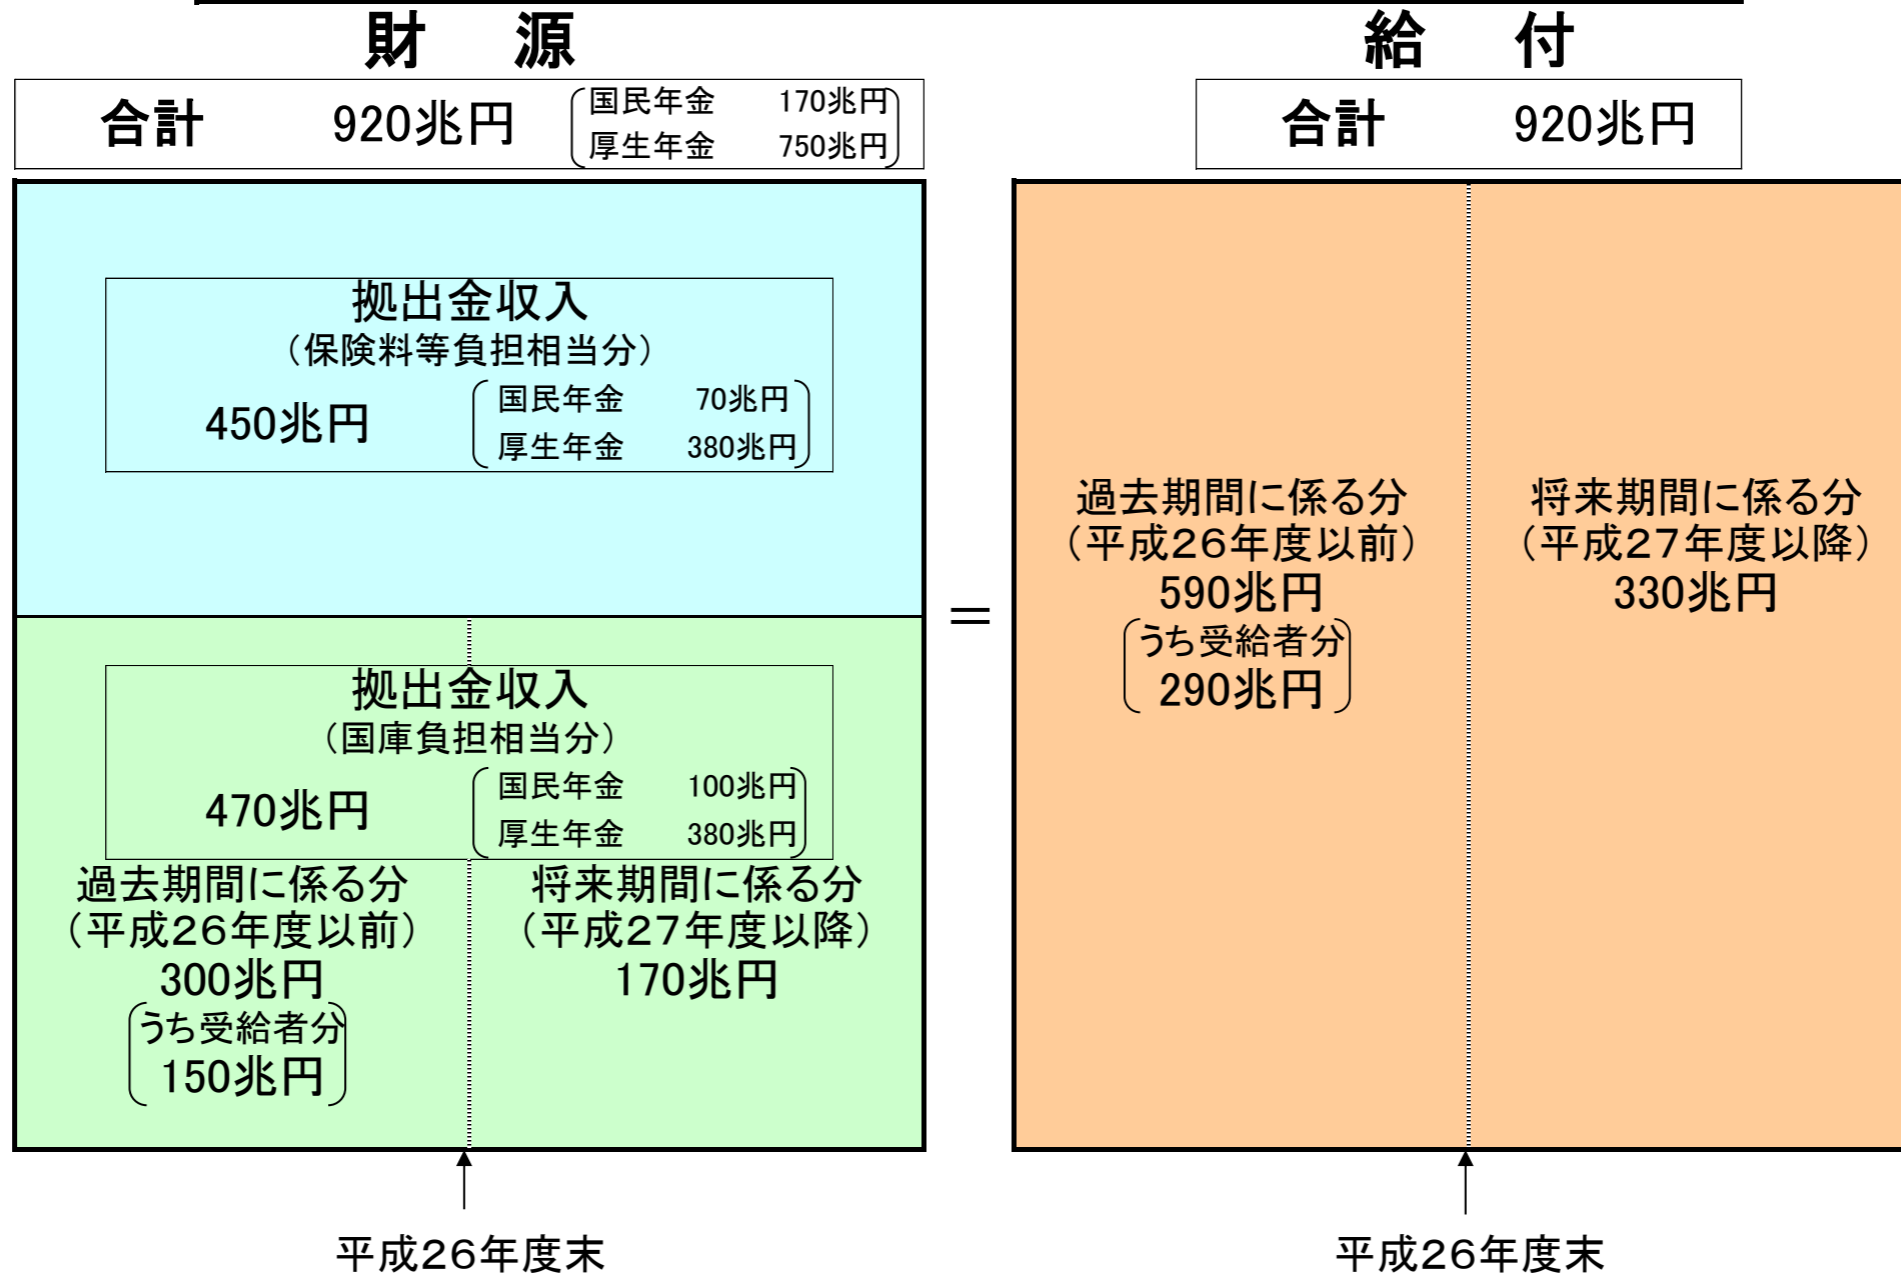 財　源
合計　920兆円
国民年金　170兆円
厚生年金　750兆円
拠出金収入
（保険料等負担相当分）
450兆円
国民年金　70兆円
厚生年金　380兆円
拠出金収入
（国庫負担相当分）
470兆円
国民年金　100兆円
厚生年金　380兆円
過去期間に係る分
（平成２６年度以前）
300兆円
うち受給者分
150兆円
将来期間に係る分
（平成２７年度以降）
170兆円
平成２６年度末
＝
給　付
合計　920兆円
過去期間に係る分
（平成２６年度以前）
590兆円
うち受給者分
290兆円
将来期間に係る分
（平成２７年度以降）
330兆円
平成２６年度末